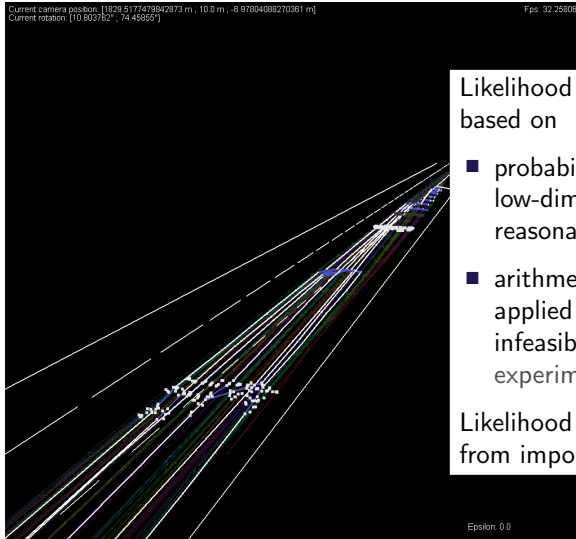 Current camera position: [1829.5177479842873 m ; 10.0 m ; -6.97804088270361 m]
Current rotation: [10.803762° ; 74.45855°]
Fps: 32.25806
Likelihood
based on
probabi
low-dim
reasona
arithme
applied
infeasib
experim
Likelihood
from impo
Epsilon: 0.0